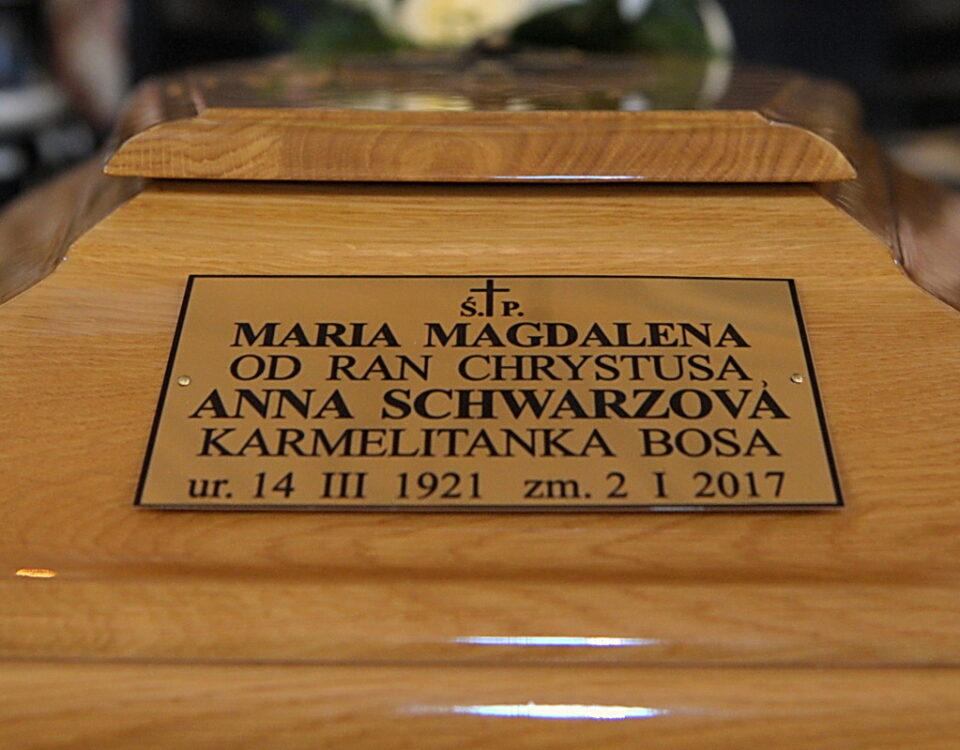 Ś.†P.
MARIA MAGDALENA
OD RAN CHRYSTUSA
ANNA SCHWARZOVÁ
KARMELITANKA BOSA
ur. 14 III 1921 zm. 2 I 2017